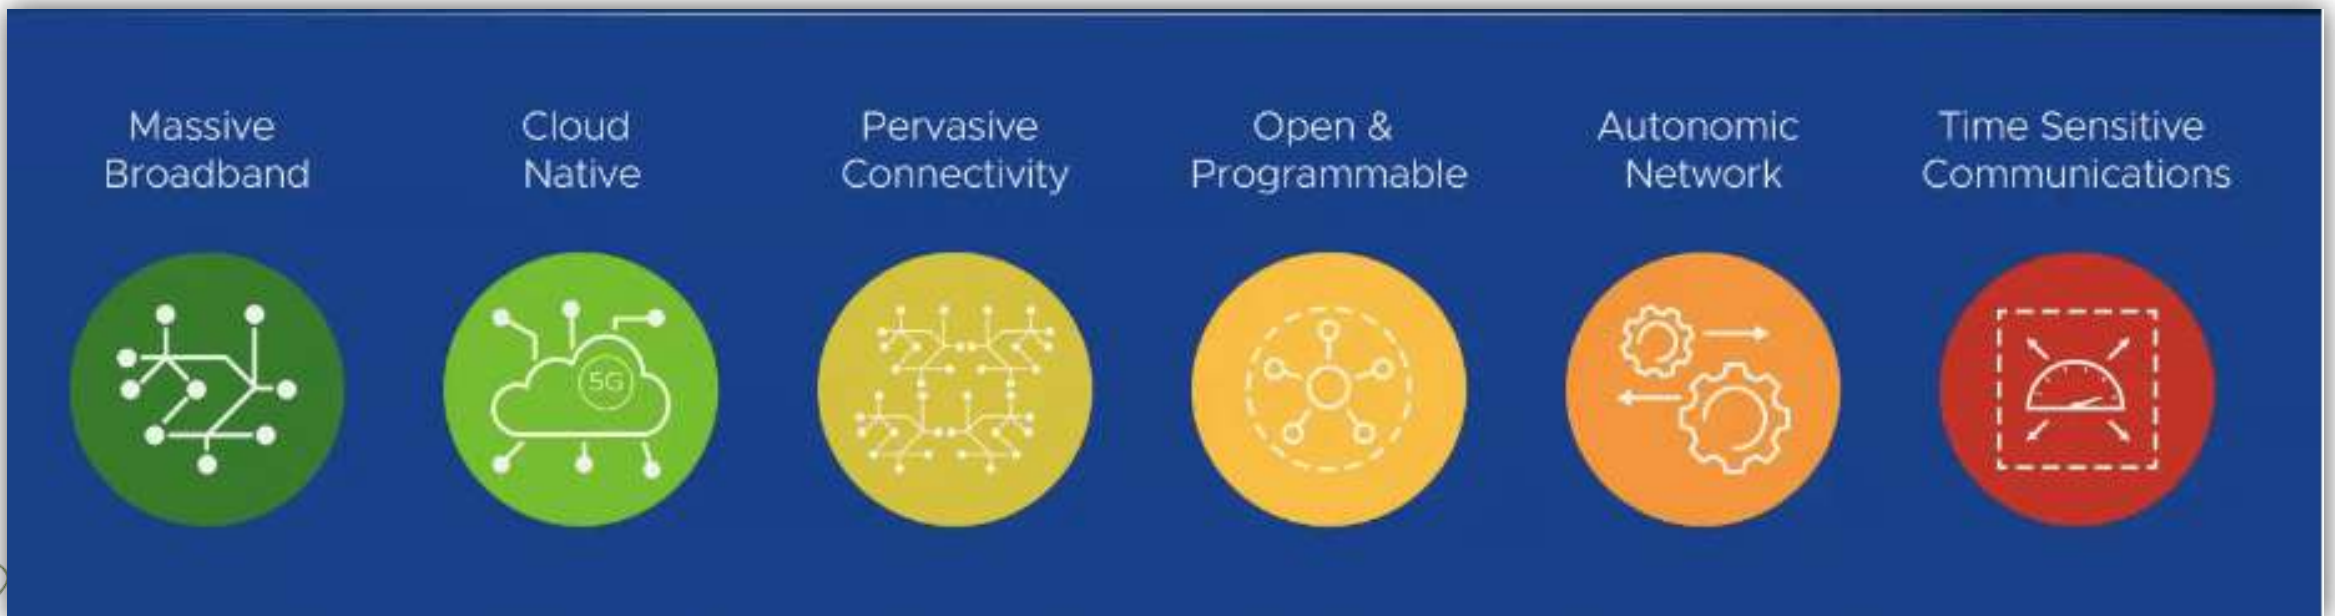 Massive
Broadband
Cloud
Native
Pervasive
Connectivity
Open &
Programmable
Autonomic
Network
Time Sensitive
Communications
5G